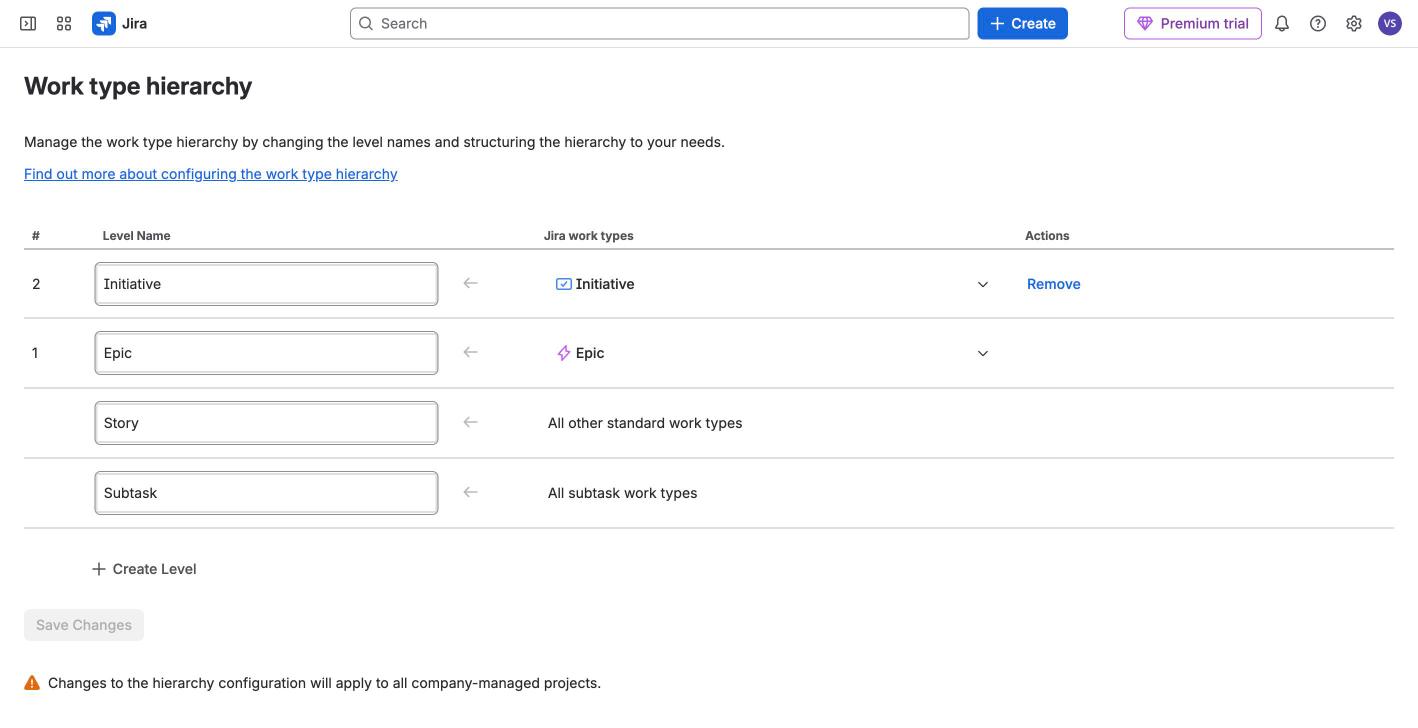 Jira
Search
+ Create
Premium trial
VS
Work type hierarchy
Manage the work type hierarchy by changing the level names and structuring the hierarchy to your needs.
Find out more about configuring the work type hierarchy
# Level Name Jira work types Actions
2 Initiative Initiative Remove
1 Epic Epic
Story All other standard work types
Subtask All subtask work types
+ Create Level
Save Changes
Changes to the hierarchy configuration will apply to all company-managed projects.